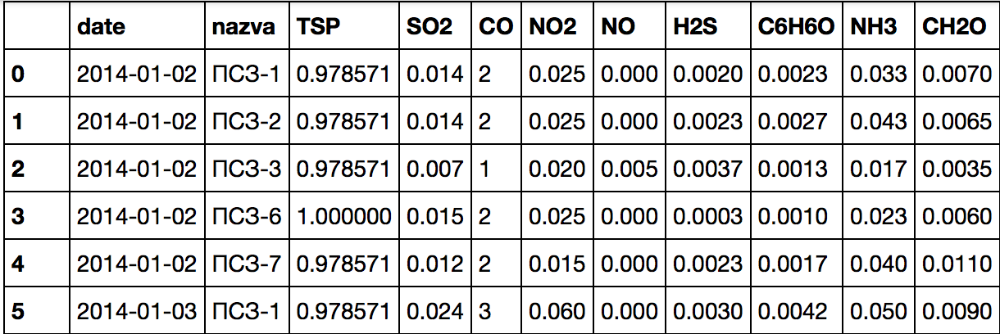 date nazva TSP SO2 CO NO2 NO H2S C6H6O NH3 CH2O
0 2014-01-02 ПСЗ-1 0.978571 0.014 2 0.025 0.000 0.0020 0.0023 0.033 0.0070
1 2014-01-02 ПСЗ-2 0.978571 0.014 2 0.025 0.000 0.0023 0.0027 0.043 0.0065
2 2014-01-02 ПСЗ-3 0.978571 0.007 1 0.020 0.005 0.0037 0.0013 0.017 0.0035
3 2014-01-02 ПСЗ-6 1.000000 0.015 2 0.025 0.000 0.0003 0.0010 0.023 0.0060
4 2014-01-02 ПСЗ-7 0.978571 0.012 2 0.015 0.000 0.0023 0.0017 0.040 0.0110
5 2014-01-03 ПСЗ-1 0.978571 0.024 3 0.060 0.000 0.0030 0.0042 0.050 0.0090